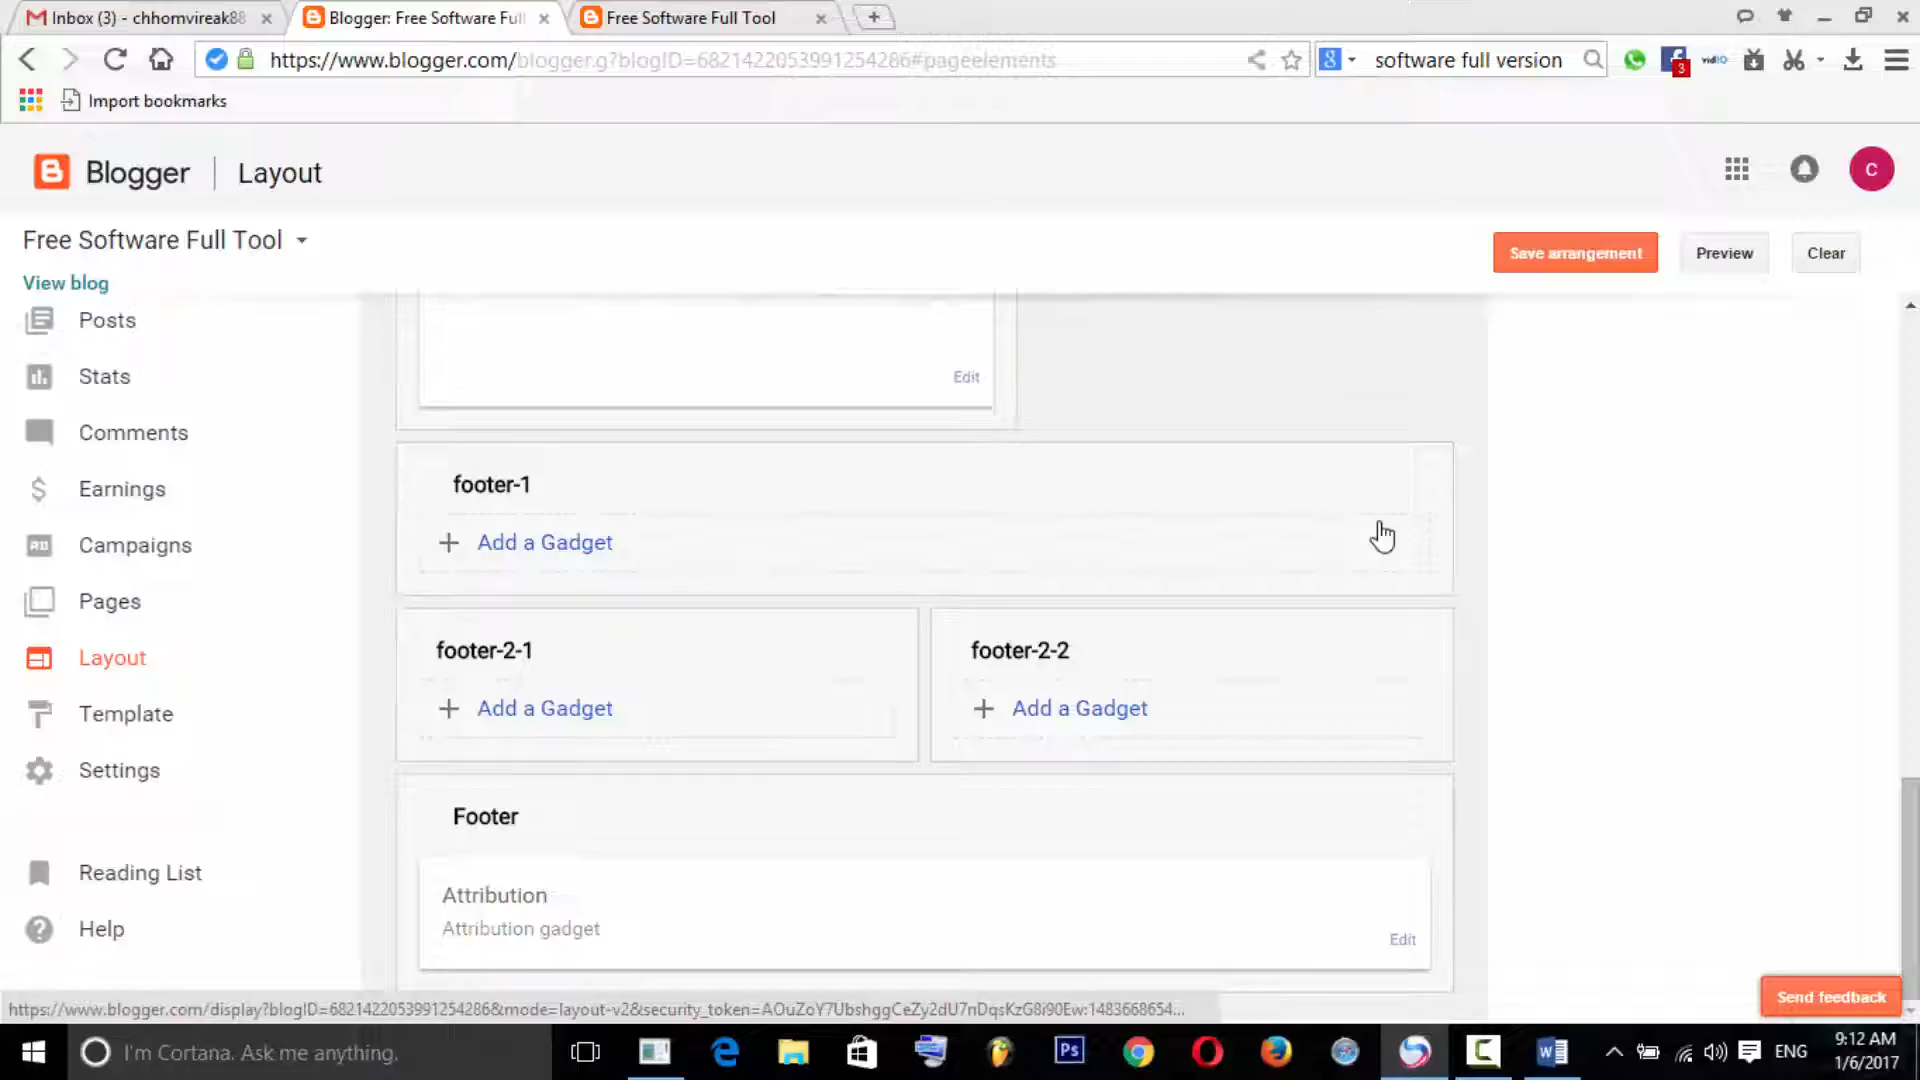 Inbox (3) - chhomvireak88
Blogger: Free Software Full
Free Software Full Tool
https://www.blogger.com/blogger.g?blogID=6821422053991254286#pageelements
software full version
3
vidIQ
Import bookmarks
Blogger
Layout
C
Free Software Full Tool
View blog
Save arrangement
Preview
Clear
Posts
Stats
Comments
Earnings
Campaigns
Pages
Layout
Template
Settings
Reading List
Help
Edit
footer-1
Add a Gadget
footer-2-1
Add a Gadget
footer-2-2
Add a Gadget
Footer
Attribution
Attribution gadget
Edit
Send feedback
https://www.blogger.com/display?blogID=6821422053991254286&mode=layout-v2&security_token=AOuZoY7UbshggCeZy2dU7nDqsKzG8i90Ew:1483668654...
I'm Cortana. Ask me anything.
Ps
ENG
9:12 AM
1/6/2017